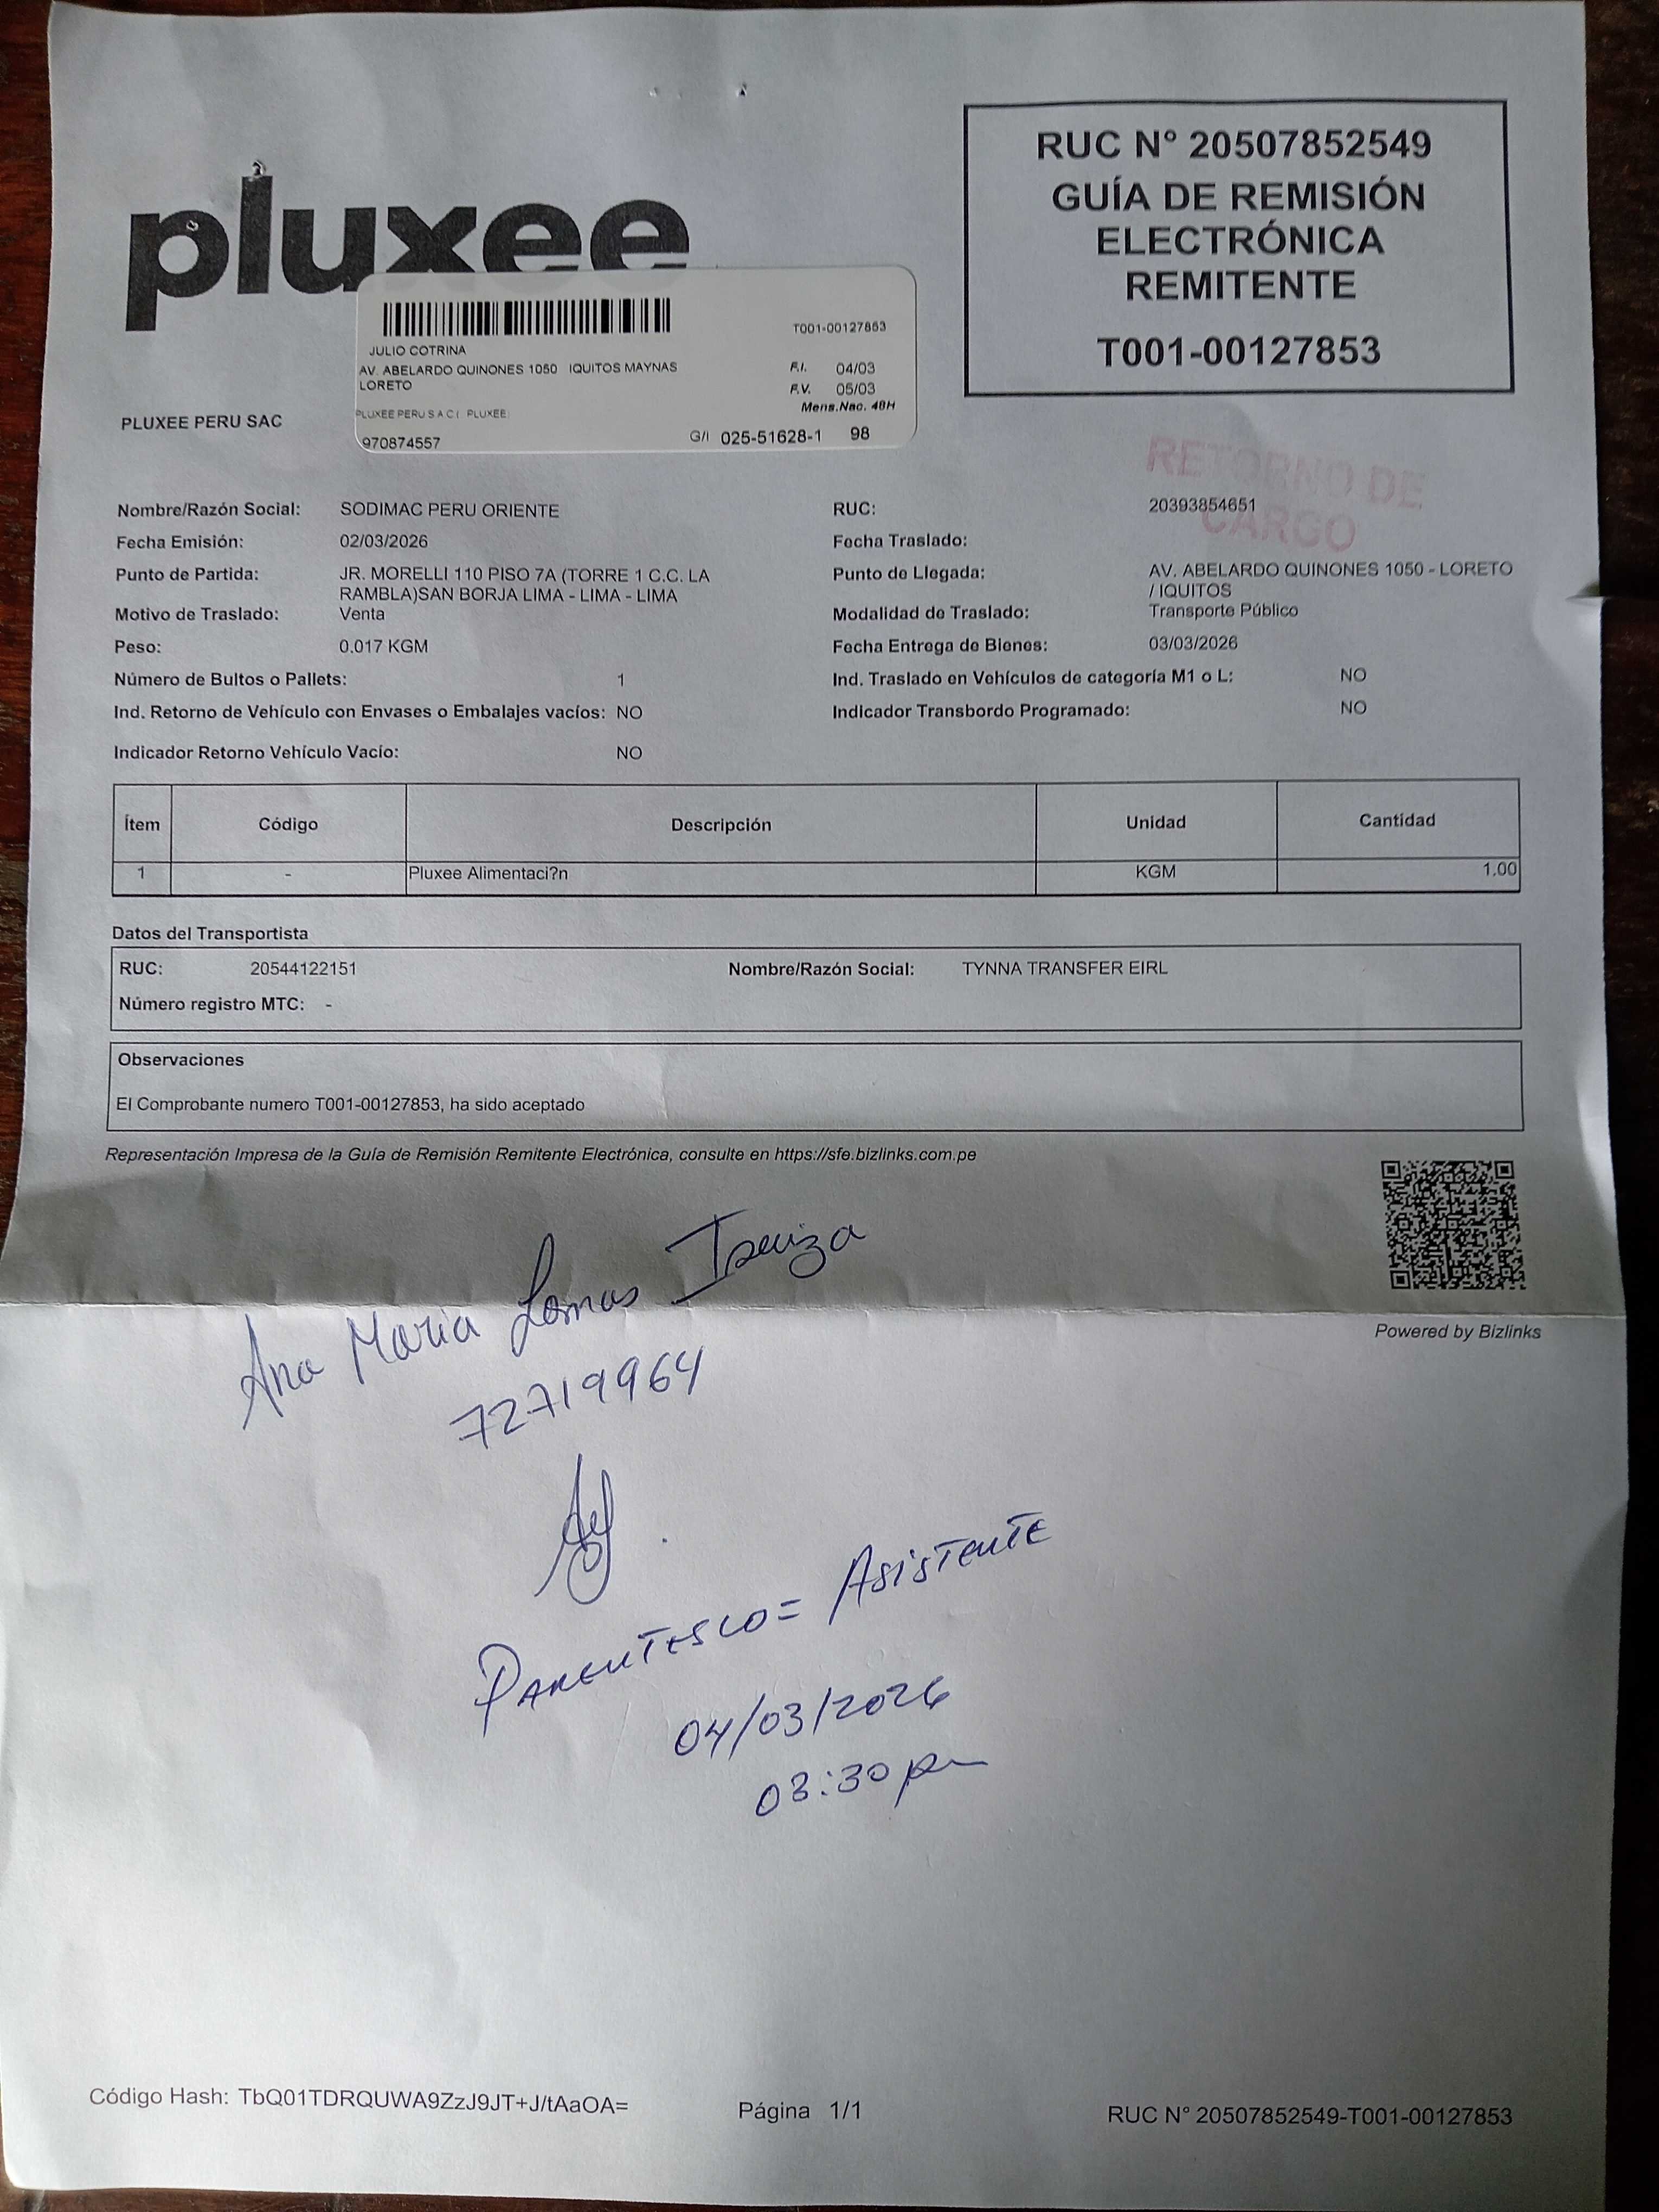 pluxee
RUC N° 20507852549
GUÍA DE REMISIÓN
ELECTRÓNICA
REMITENTE
T001-00127853
T001-00127853
JULIO COTRINA
AV. ABELARDO QUINONES 1050 IQUITOS MAYNAS
LORETO
F.I. 04/03
F.V. 05/03
Mens.Nac. 48H
PLUXEE PERU S A C ( PLUXEE
970874557
G/I 025-51628-1 98
PLUXEE PERU SAC
RETORNO DE
CARGO
Nombre/Razón Social: SODIMAC PERU ORIENTE
RUC: 20393854651
Fecha Emisión: 02/03/2026
Fecha Traslado:
Punto de Partida: JR. MORELLI 110 PISO 7A (TORRE 1 C.C. LA
RAMBLA)SAN BORJA LIMA - LIMA - LIMA
Punto de Llegada: AV. ABELARDO QUINONES 1050 - LORETO
/ IQUITOS
Motivo de Traslado: Venta
Modalidad de Traslado: Transporte Público
Peso: 0.017 KGM
Fecha Entrega de Bienes: 03/03/2026
Número de Bultos o Pallets: 1
Ind. Traslado en Vehículos de categoría M1 o L: NO
Ind. Retorno de Vehículo con Envases o Embalajes vacíos: NO
Indicador Transbordo Programado: NO
Indicador Retorno Vehículo Vacío: NO
Ítem Código Descripción Unidad Cantidad
1 - Pluxee Alimentaci?n KGM 1.00
Datos del Transportista
RUC: 20544122151 Nombre/Razón Social: TYNNA TRANSFER EIRL
Número registro MTC: -
Observaciones
El Comprobante numero T001-00127853, ha sido aceptado
Representación Impresa de la Guía de Remisión Remitente Electrónica, consulte en https://sfe.bizlinks.com.pe
Powered by Bizlinks
Ana Maria Lomas
72719964
PARENTESCO = ASISTENTE
04/03/2026
03:30 pm
Código Hash: TbQ01TDRQUWA9ZzJ9JT+J/tAaOA=
Página 1/1
RUC N° 20507852549-T001-00127853